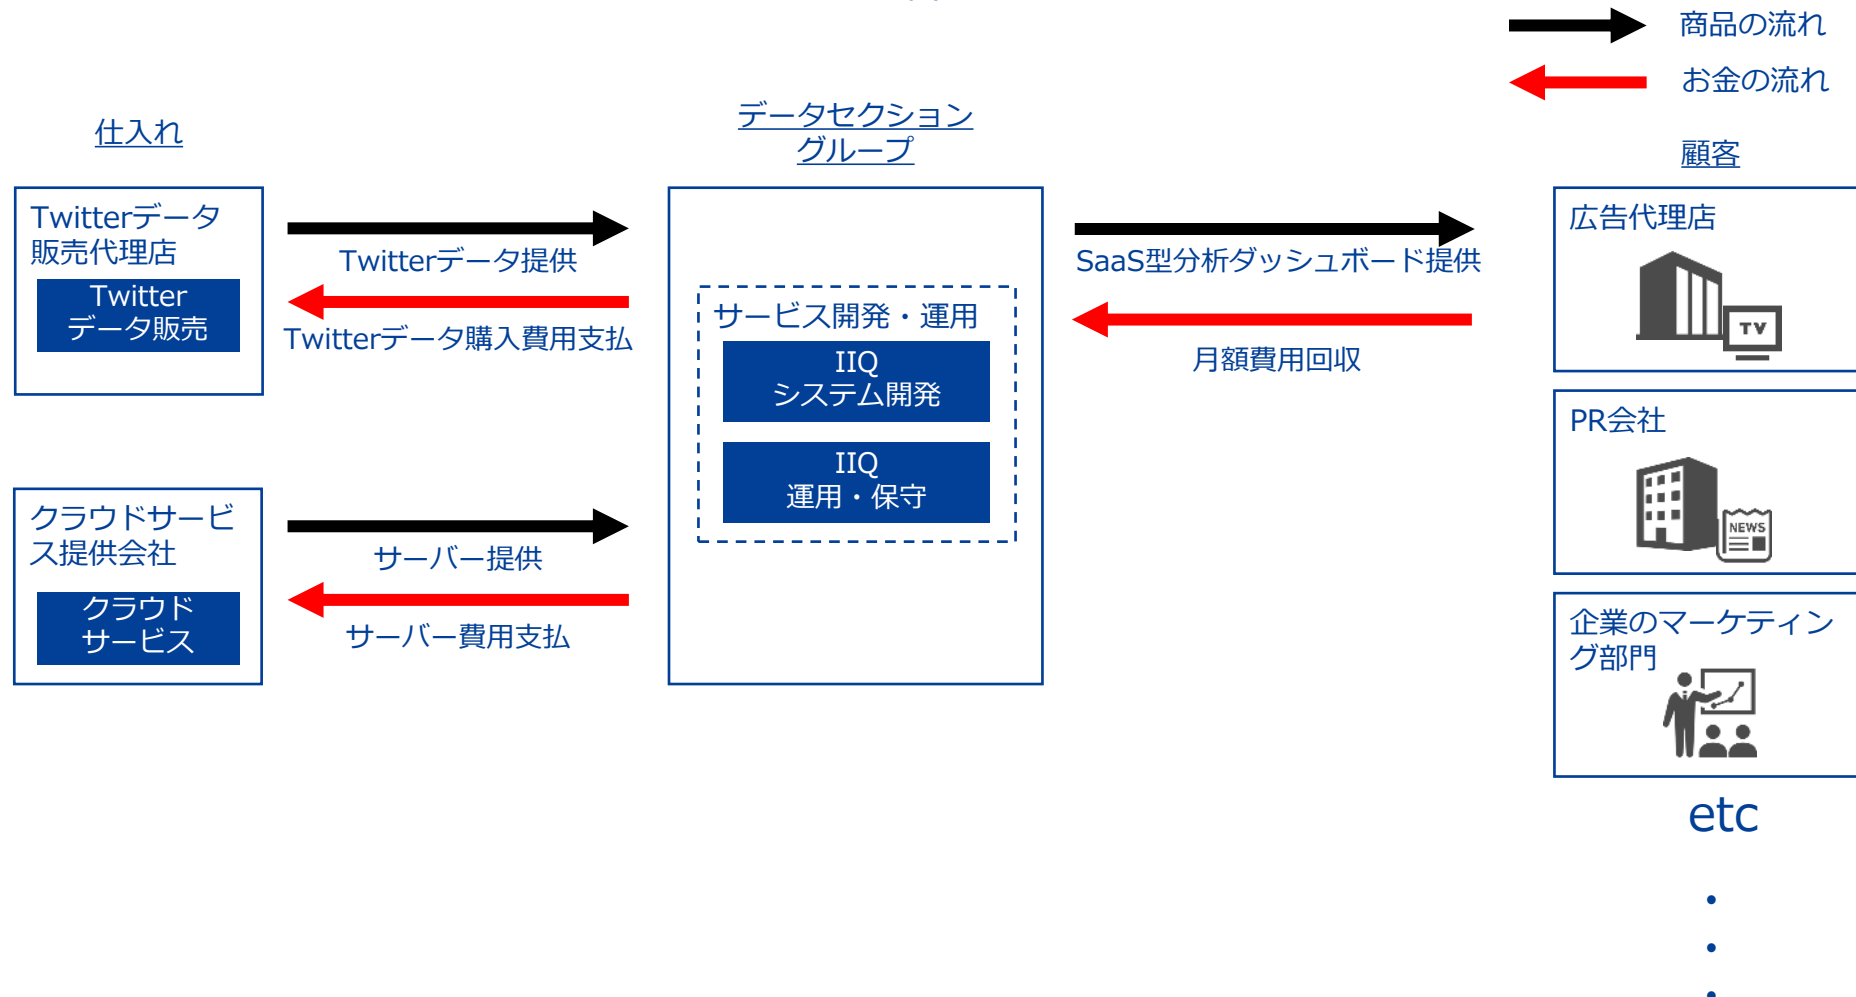 商品の流れ
お金の流れ
仕入れ
データセクション
グループ
顧客
Twitterデータ
販売代理店
Twitter
データ販売
Twitterデータ提供
Twitterデータ購入費用支払
クラウドサービ
ス提供会社
クラウド
サービス
サーバー提供
サーバー費用支払
サービス開発・運用
IIQ
システム開発
IIQ
運用・保守
SaaS型分析ダッシュボード提供
月額費用回収
広告代理店
TV
PR会社
NEWS
企業のマーケティン
グ部門
etc
・
・
・